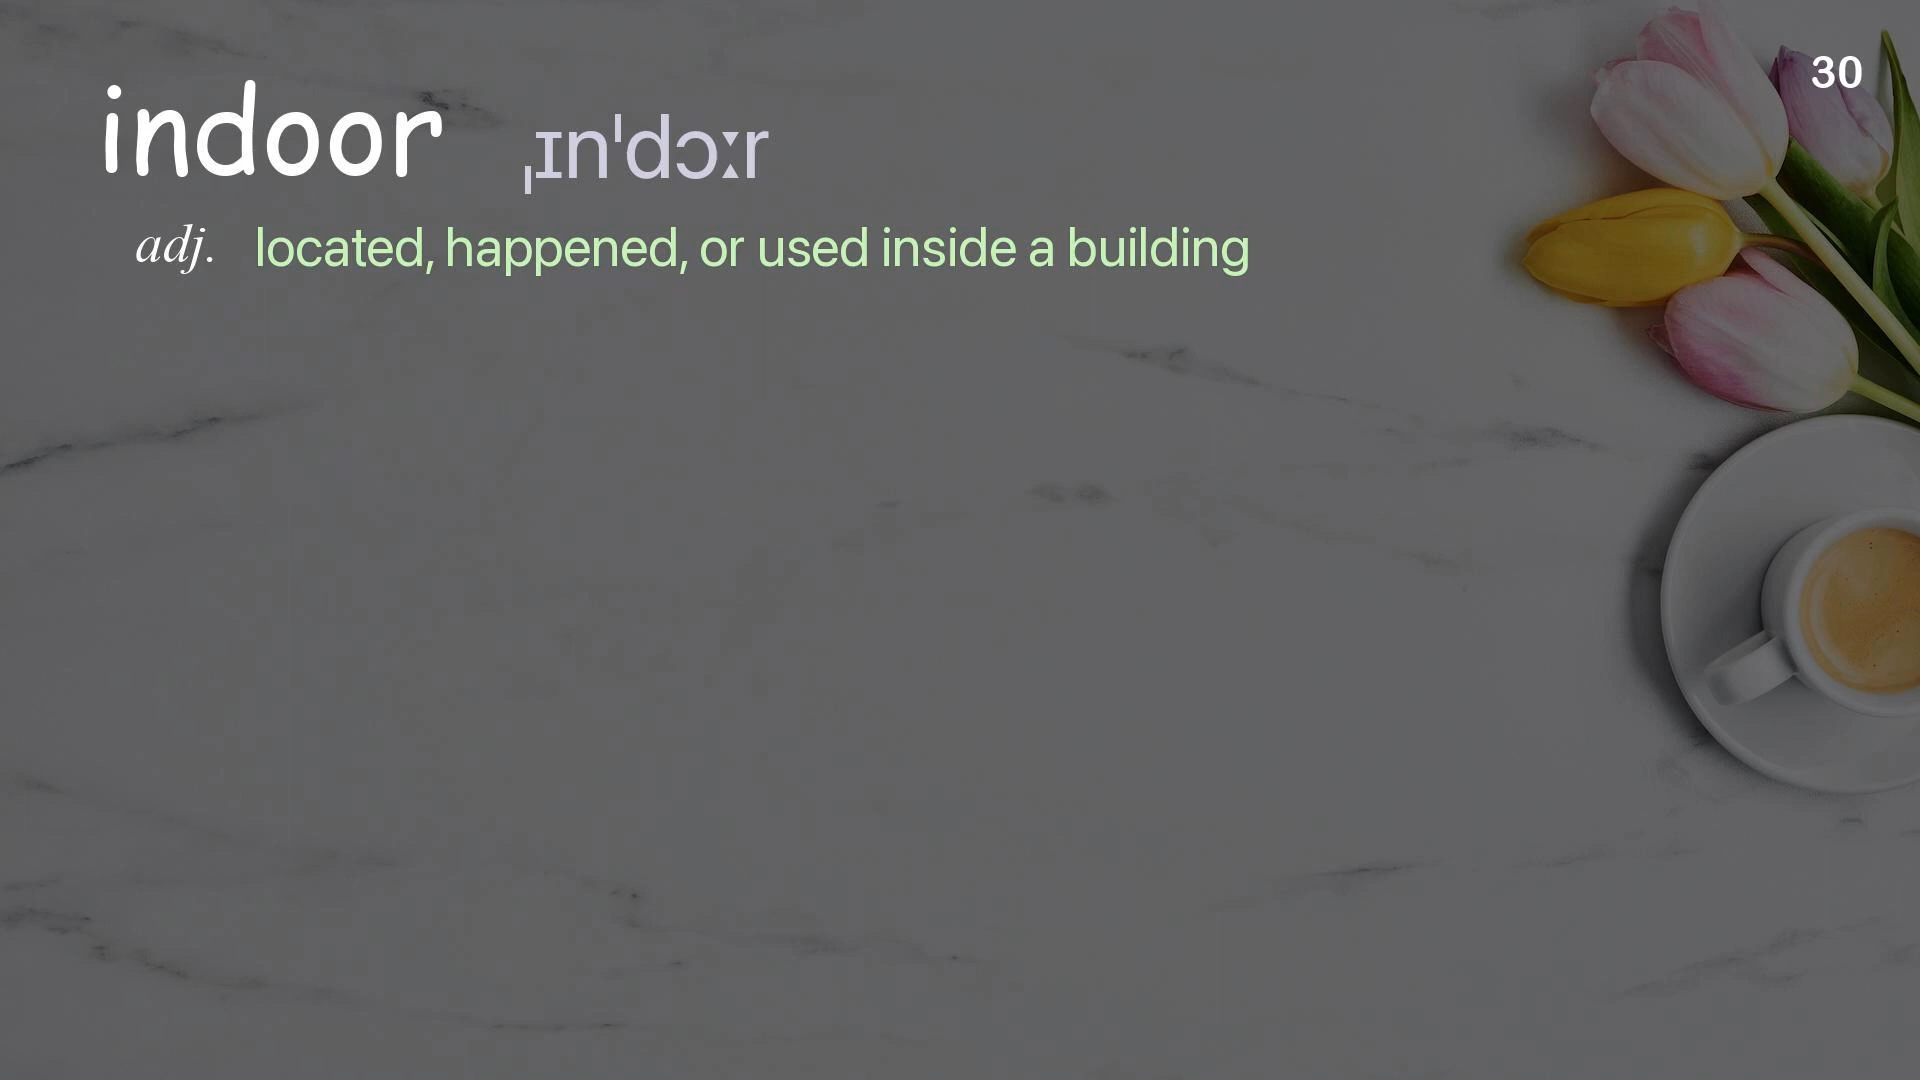 30
indoor ˌɪnˈdɔːr
adj. located, happened, or used inside a building